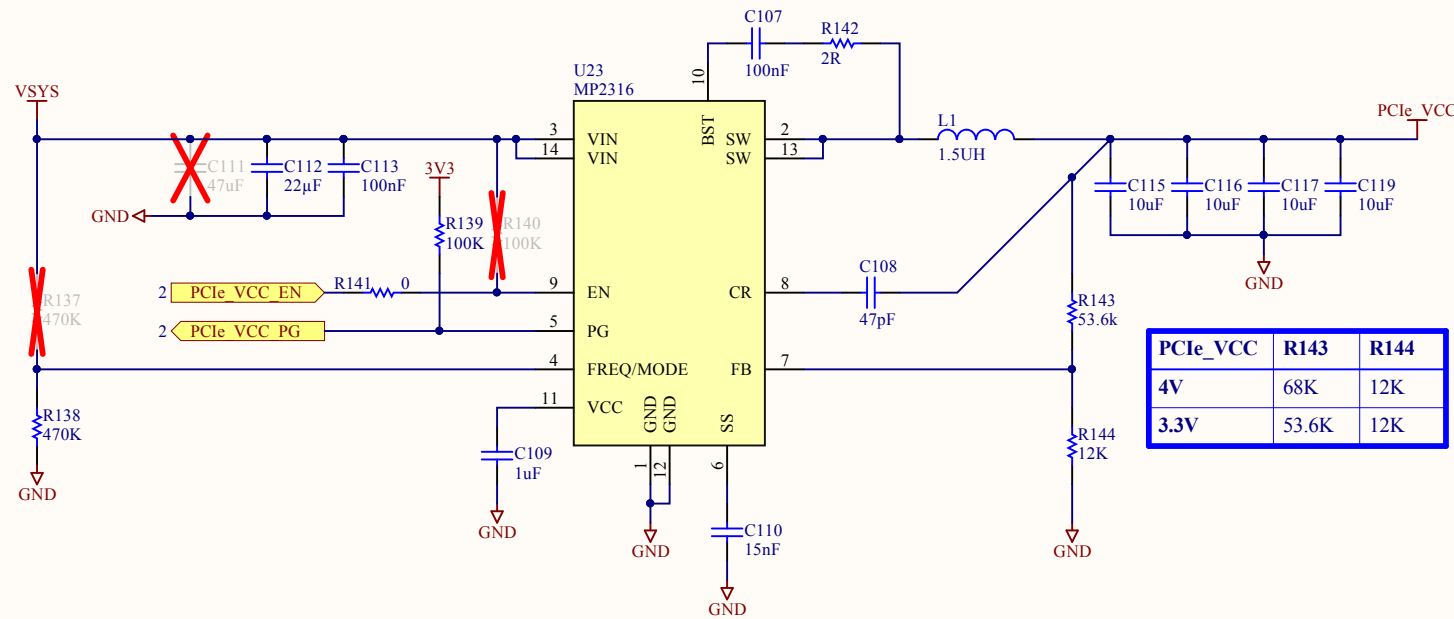 C107
100nF
R142
2R
U23
MP2316
10
BST
VSYS
3
VIN
14
VIN
SW
2
SW
13
L1
1.5UH
PCIe_VCC
C111
47uF
C112
22µF
C113
100nF
GND
3V3
R139
100K
R140
100K
C115
10uF
C116
10uF
C117
10uF
C119
10uF
GND
R137
470K
2
PCIe_VCC_EN
R141
0
9
EN
2
PCIe_VCC_PG
5
PG
4
FREQ/MODE
11
VCC
CR
8
C108
47pF
FB
7
R143
53.6k
R144
12K
GND
R138
470K
GND
C109
1uF
GND
GND
GND
1
12
GND
SS
6
C110
15nF
GND
PCIe_VCC R143 R144
4V 68K 12K
3.3V 53.6K 12K